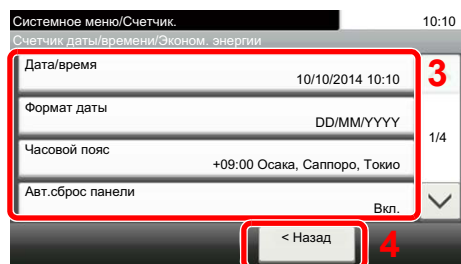 Системное меню/Счетчик.
10:10
Счетчик даты/времени/Эконом. энергии
Дата/время
10/10/2014 10:10
3
Формат даты
DD/MM/YYYY
1/4
Часовой пояс
+09:00 Осака, Саппоро, Токио
Авт.сброс панели
Вкл.
< Назад
4